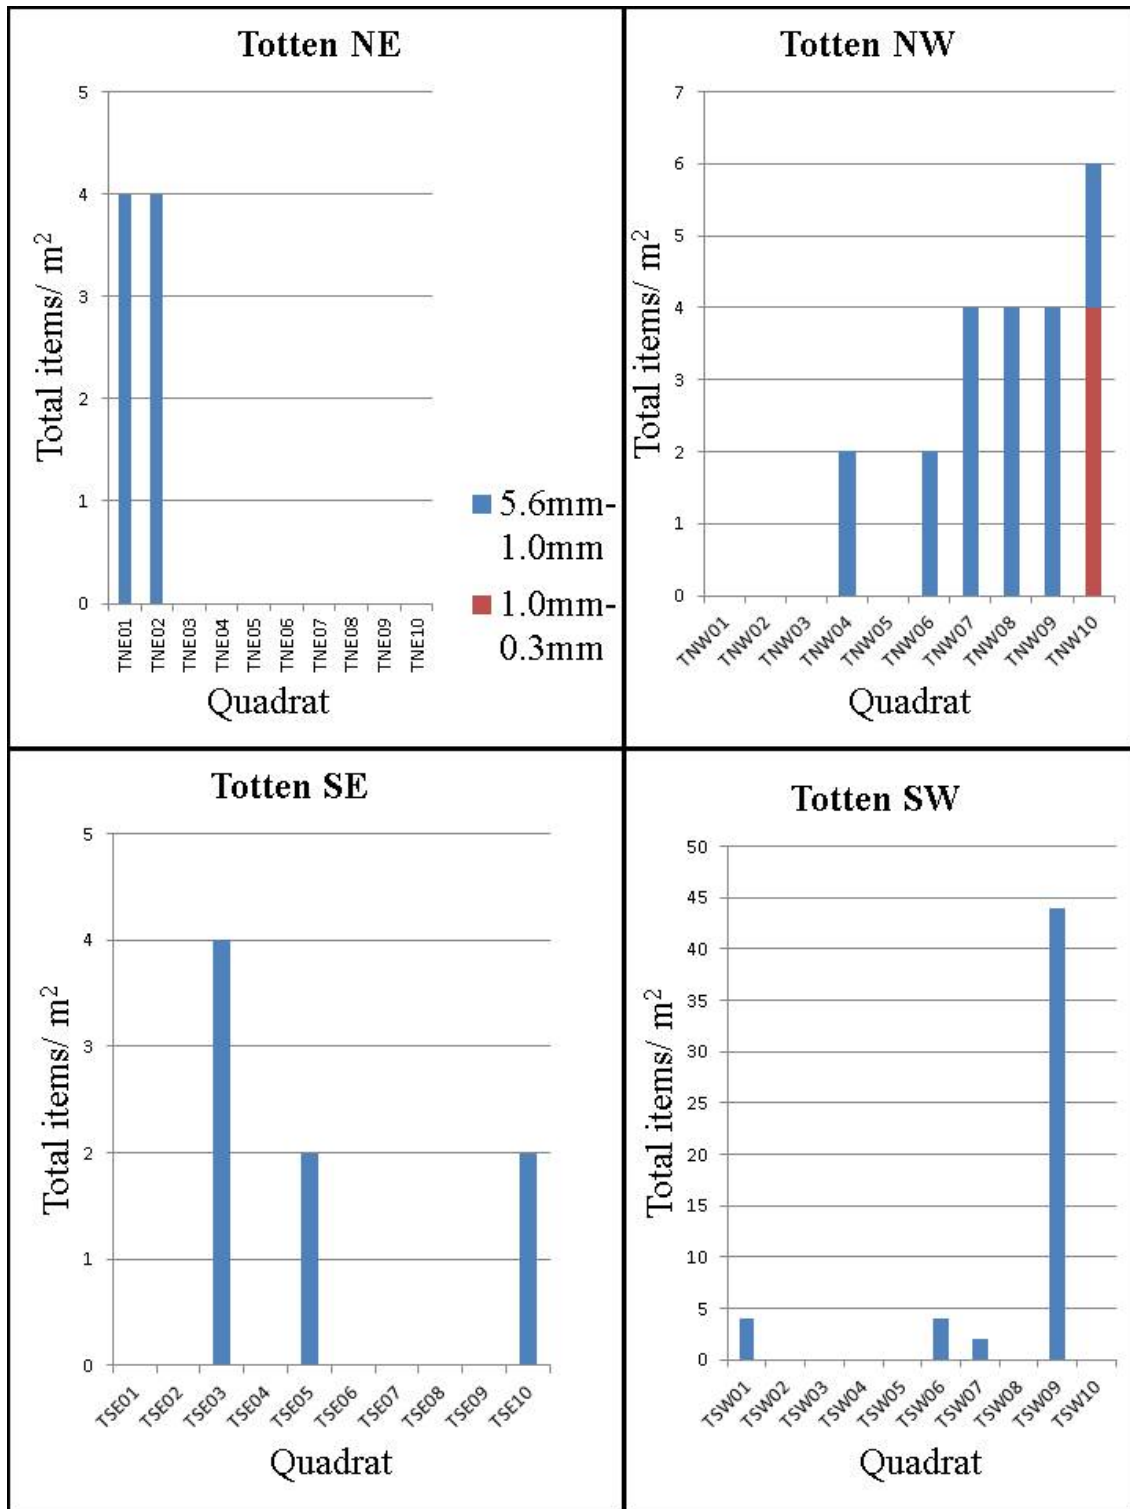 Totten NE
5
4
3
2
1
0
Total items/ m²
TNE01
TNE02
TNE03
TNE04
TNE05
TNE06
TNE07
TNE08
TNE09
TNE10
Quadrat
5.6mm-
1.0mm
1.0mm-
0.3mm
Totten NW
7
6
5
4
3
2
1
0
Total items/ m²
TNW01
TNW02
TNW03
TNW04
TNW05
TNW06
TNW07
TNW08
TNW09
TNW10
Quadrat
Totten SE
5
4
3
2
1
0
Total items/ m²
TSE01
TSE02
TSE03
TSE04
TSE05
TSE06
TSE07
TSE08
TSE09
TSE10
Quadrat
Totten SW
50
45
40
35
30
25
20
15
10
5
0
Total items/ m²
TSW01
TSW02
TSW03
TSW04
TSW05
TSW06
TSW07
TSW08
TSW09
TSW10
Quadrat